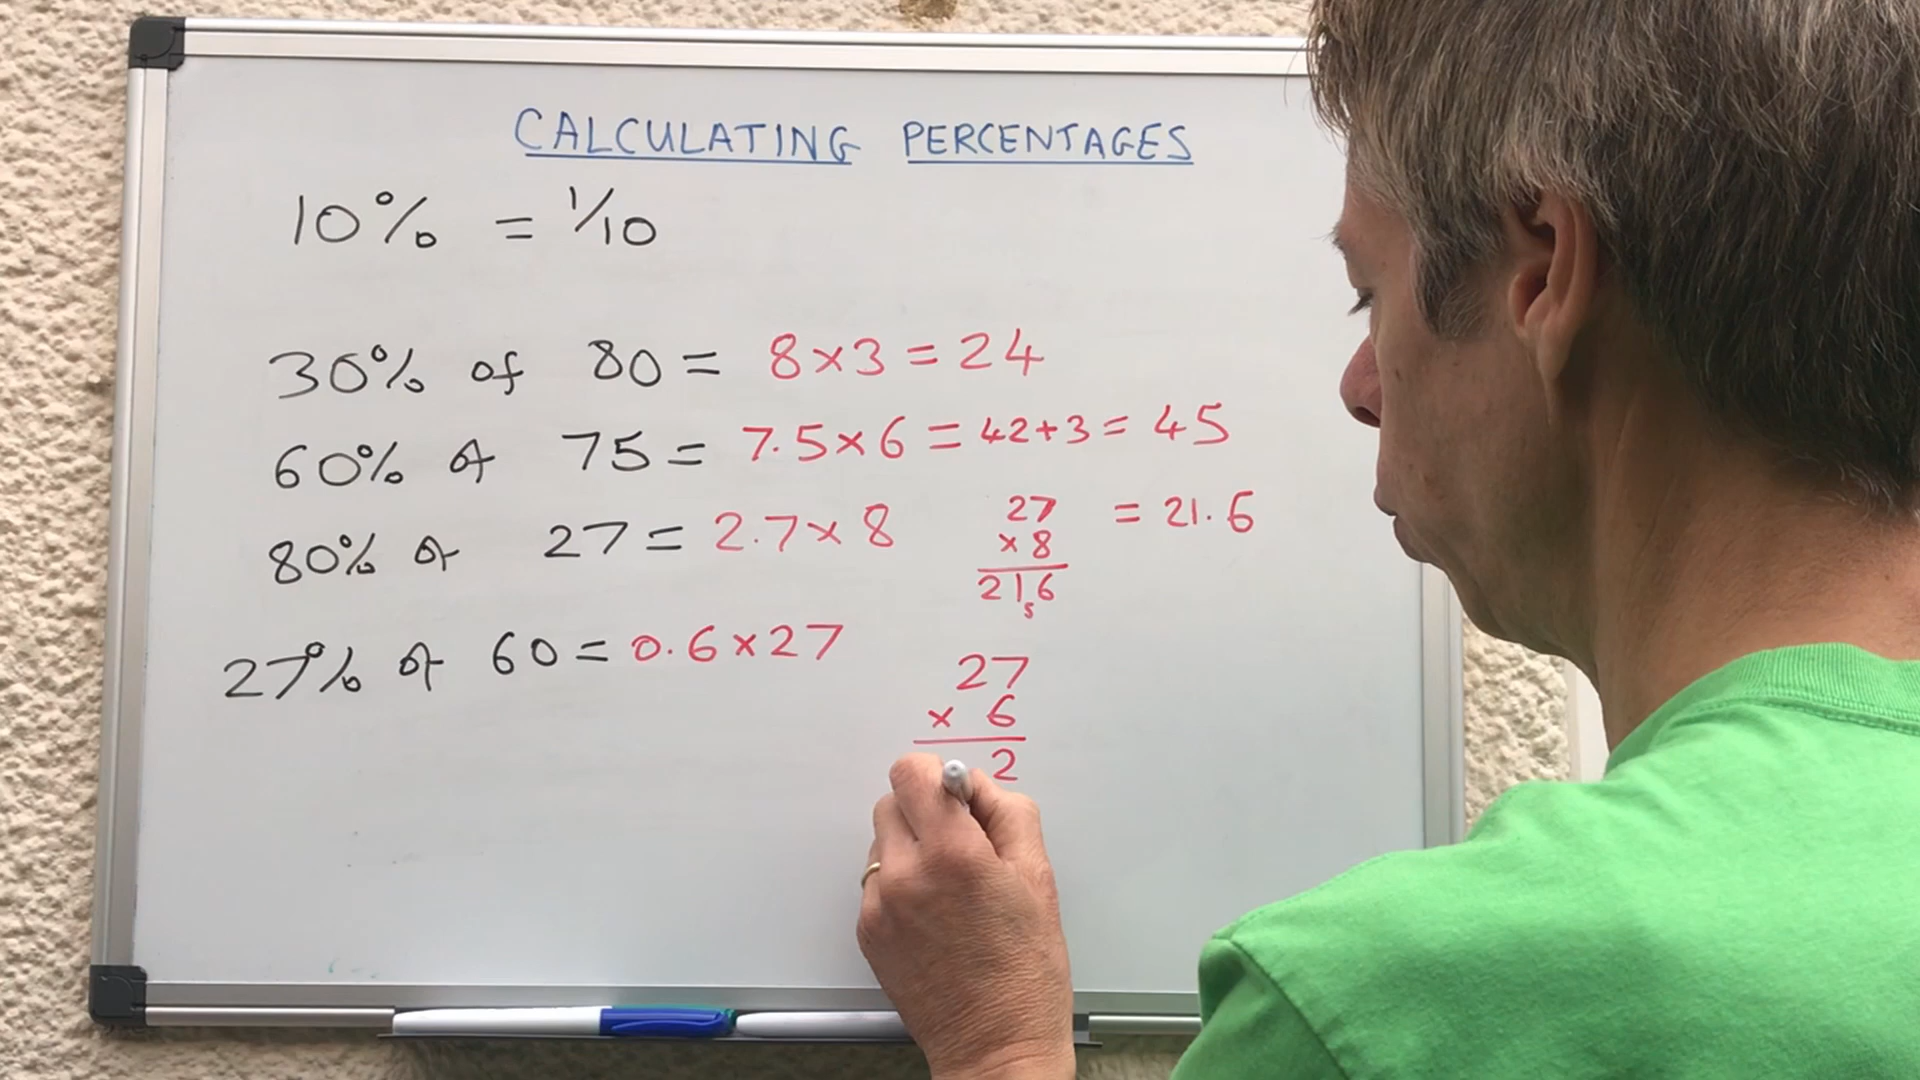 CALCULATING PERCENTAGES
10% = 1/10
30% of 80 = 8×3 = 24
60% of 75 = 7.5×6 = 42+3 = 45
80% of 27 = 2.7×8
27 = 21.6
×8
216
5
27% of 60 = 0.6×27
27
× 6
2